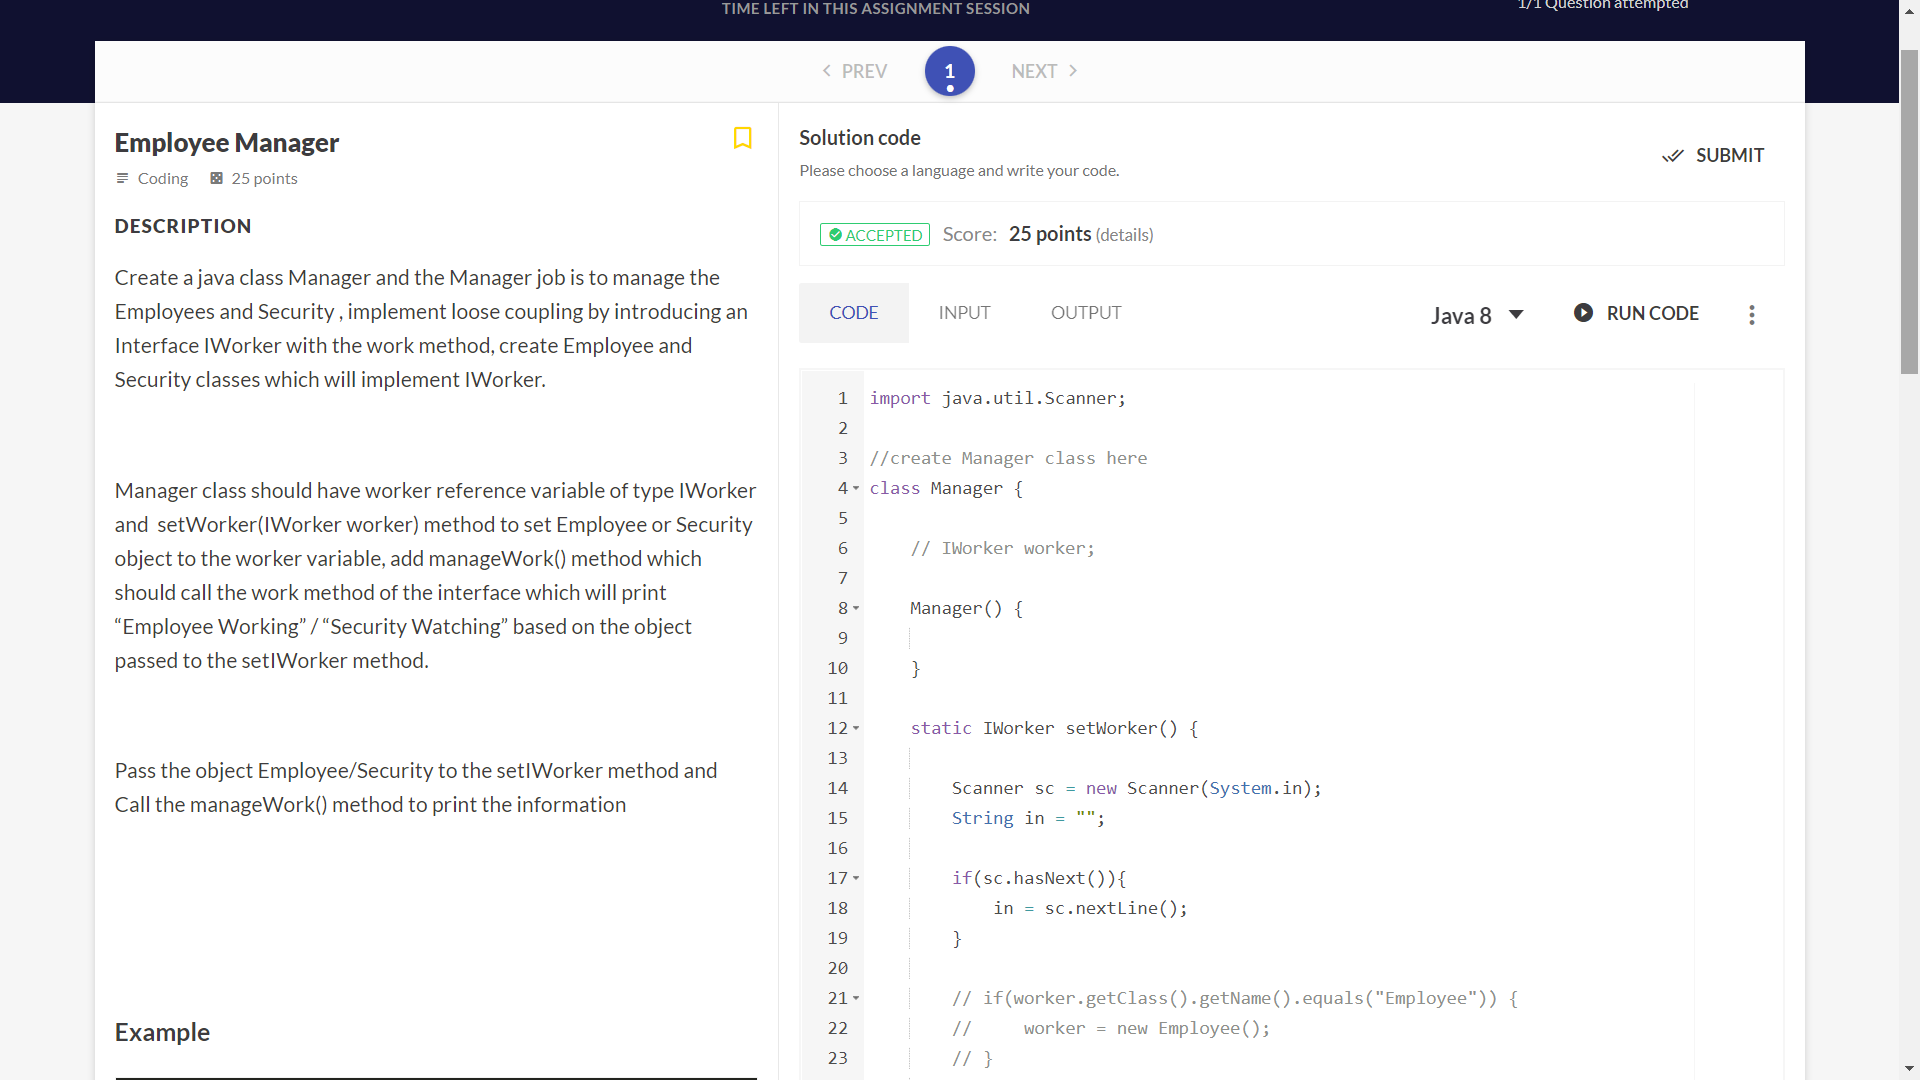 TIME LEFT IN THIS ASSIGNMENT SESSION
1/1 Question attempted
PREV
1
NEXT
Employee Manager
Coding
25 points
DESCRIPTION
Create a java class Manager and the Manager job is to manage the
Employees and Security , implement loose coupling by introducing an
Interface IWorker with the work method, create Employee and
Security classes which will implement IWorker.
Manager class should have worker reference variable of type IWorker
and  setWorker(IWorker worker) method to set Employee or Security
object to the worker variable, add manageWork() method which
should call the work method of the interface which will print
“Employee Working” / “Security Watching” based on the object
passed to the setIWorker method.
Pass the object Employee/Security to the setIWorker method and
Call the manageWork() method to print the information
Example
Solution code
Please choose a language and write your code.
SUBMIT
ACCEPTED Score: 25 points (details)
CODE
INPUT
OUTPUT
Java 8
RUN CODE
1 import java.util.Scanner;
2
3 //create Manager class here
4 class Manager {
5
6 // IWorker worker;
7
8 Manager() {
9
10 }
11
12 static IWorker setWorker() {
13
14 Scanner sc = new Scanner(System.in);
15 String in = "";
16
17 if(sc.hasNext()){
18 in = sc.nextLine();
19 }
20
21 // if(worker.getClass().getName().equals("Employee")) {
22 //     worker = new Employee();
23 // }